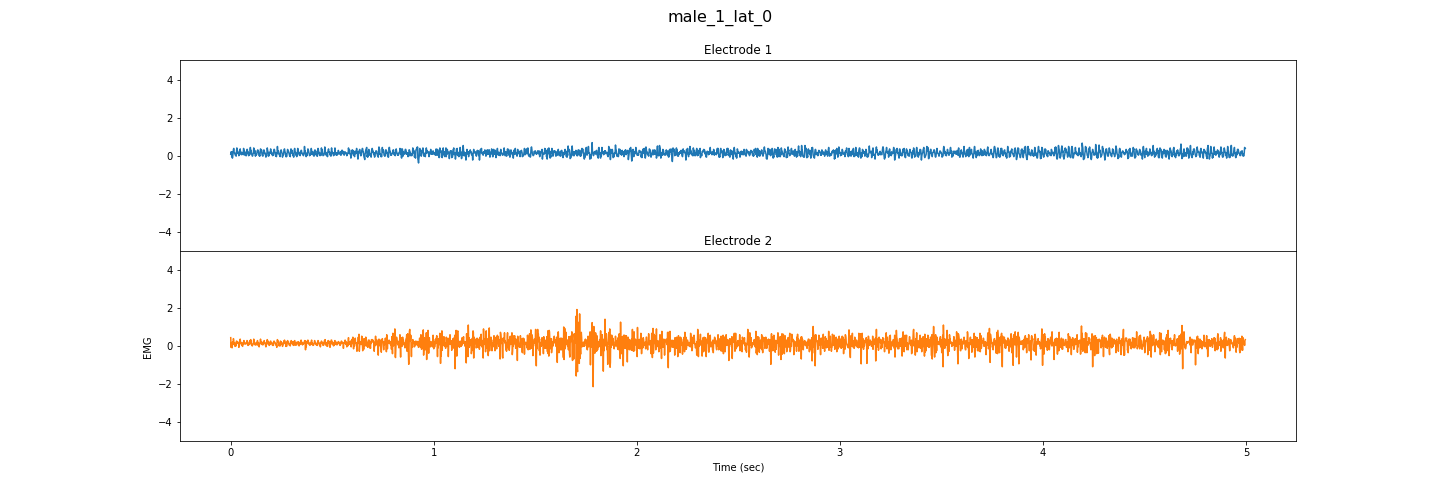 male_1_lat_0
Electrode 1
4
2
0
−2
−4
Electrode 2
4
2
0
−2
−4
EMG
0 1 2 3 4 5
Time (sec)